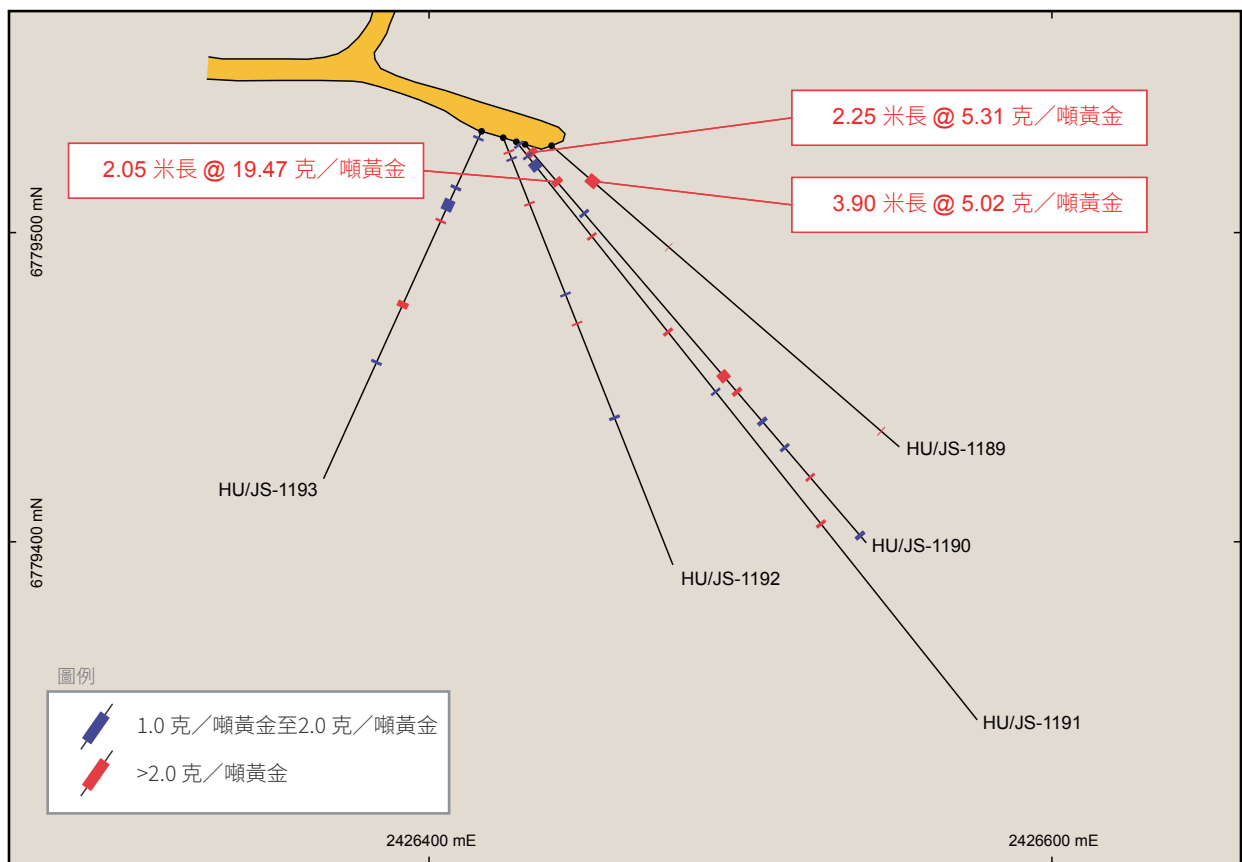 2.25 米長 @ 5.31 克／噸黃金
2.05 米長 @ 19.47 克／噸黃金
3.90 米長 @ 5.02 克／噸黃金
6779500 mN
HU/JS-1189
HU/JS-1193
6779400 mN
HU/JS-1190
HU/JS-1192
圖例
HU/JS-1191
1.0 克／噸黃金至2.0 克／噸黃金
>2.0 克／噸黃金
2426400 mE
2426600 mE